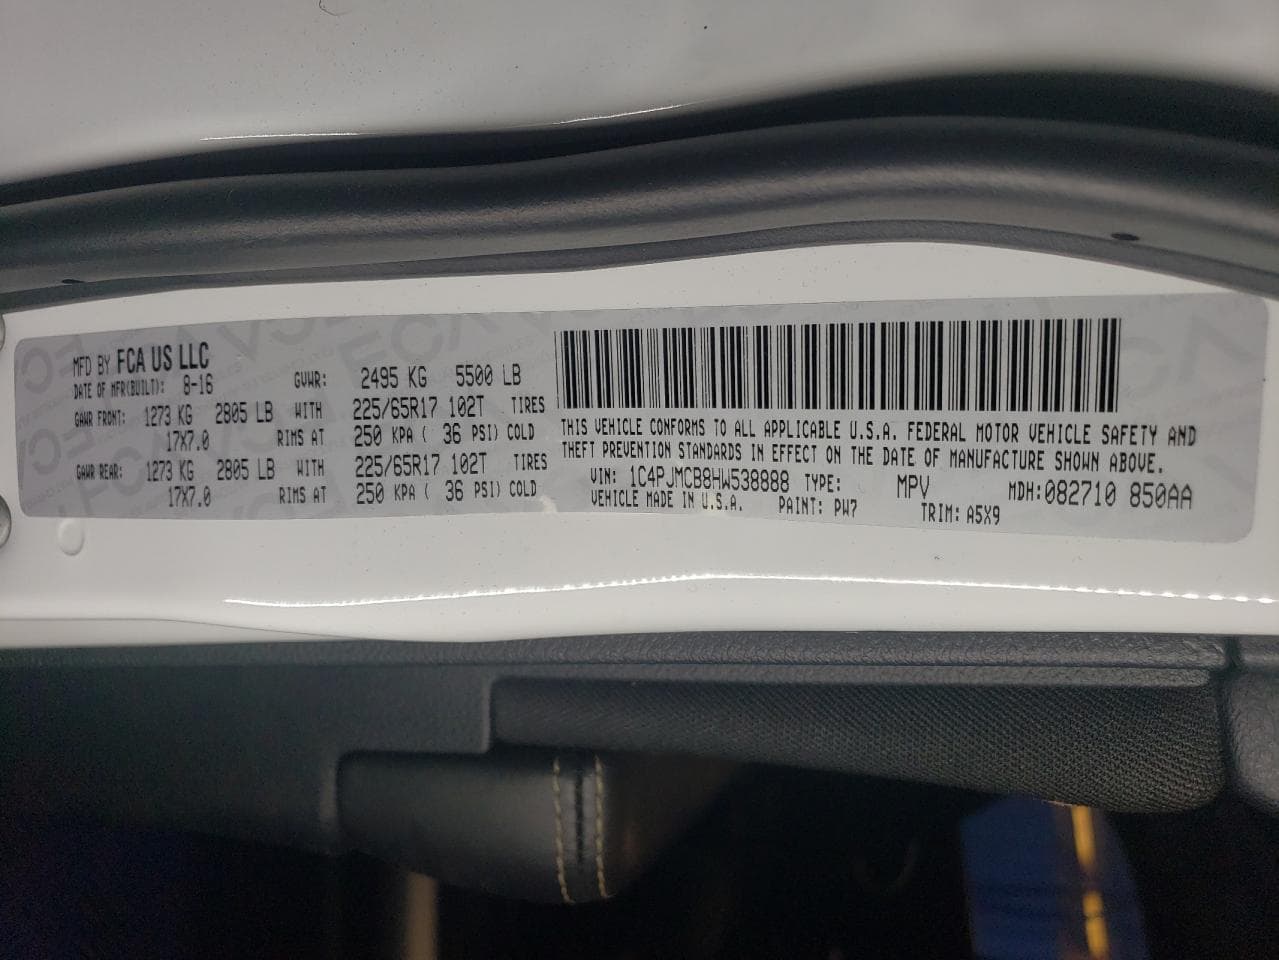 MFD BY FCA US LLC
DATE OF MFR(BUILT): 8-16 GVWR: 2495 KG 5500 LB
GAWR FRONT: 1273 KG 2805 LB WITH 225/65R17 102T TIRES
17X7.0 RIMS AT 250 KPA ( 36 PSI) COLD
GAWR REAR: 1273 KG 2805 LB WITH 225/65R17 102T TIRES
17X7.0 RIMS AT 250 KPA ( 36 PSI) COLD
THIS VEHICLE CONFORMS TO ALL APPLICABLE U.S.A. FEDERAL MOTOR VEHICLE SAFETY AND
THEFT PREVENTION STANDARDS IN EFFECT ON THE DATE OF MANUFACTURE SHOWN ABOVE.
VIN: 1C4PJMCB8HW538888 TYPE: MPV MDH:082710 850AA
VEHICLE MADE IN U.S.A. PAINT: PW7 TRIM: A5X9